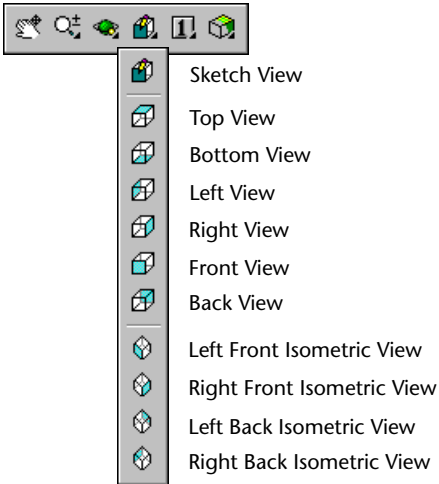 1
Sketch View
Top View
Bottom View
Left View
Right View
Front View
Back View
Left Front Isometric View
Right Front Isometric View
Left Back Isometric View
Right Back Isometric View